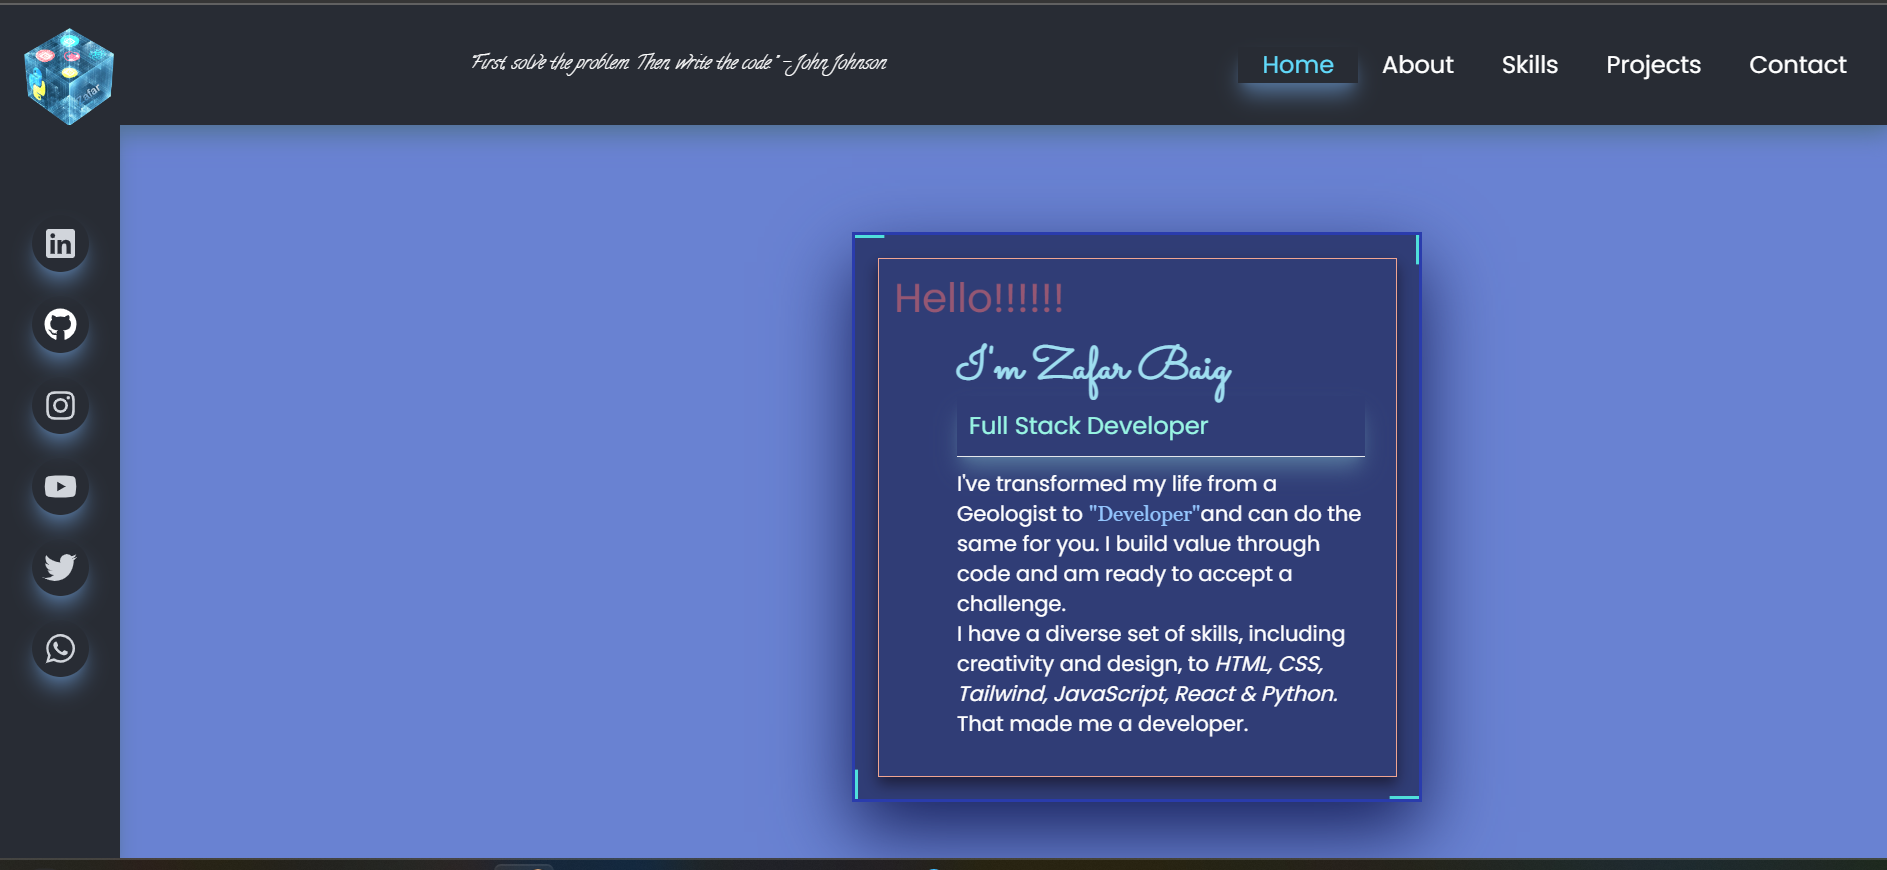 "First, solve the problem. Then, write the code" – John Johnson
Home About Skills Projects Contact
Zafar
Hello!!!!!!
I'm Zafar Baig
Full Stack Developer
I've transformed my life from a
Geologist to "Developer"and can do the
same for you. I build value through
code and am ready to accept a
challenge.
I have a diverse set of skills, including
creativity and design, to HTML, CSS,
Tailwind, JavaScript, React & Python.
That made me a developer.